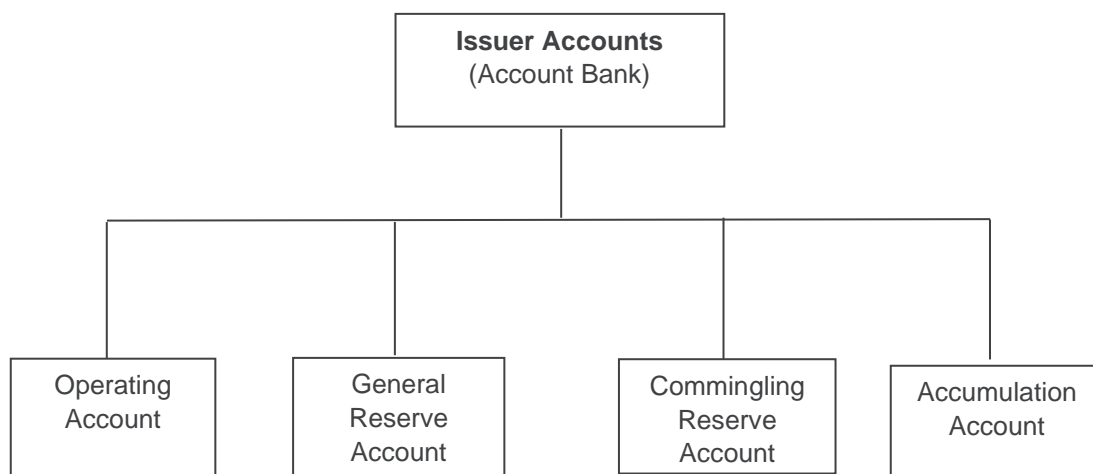 Issuer Accounts
(Account Bank)
Operating
Account
General
Reserve
Account
Commingling
Reserve
Account
Accumulation
Account